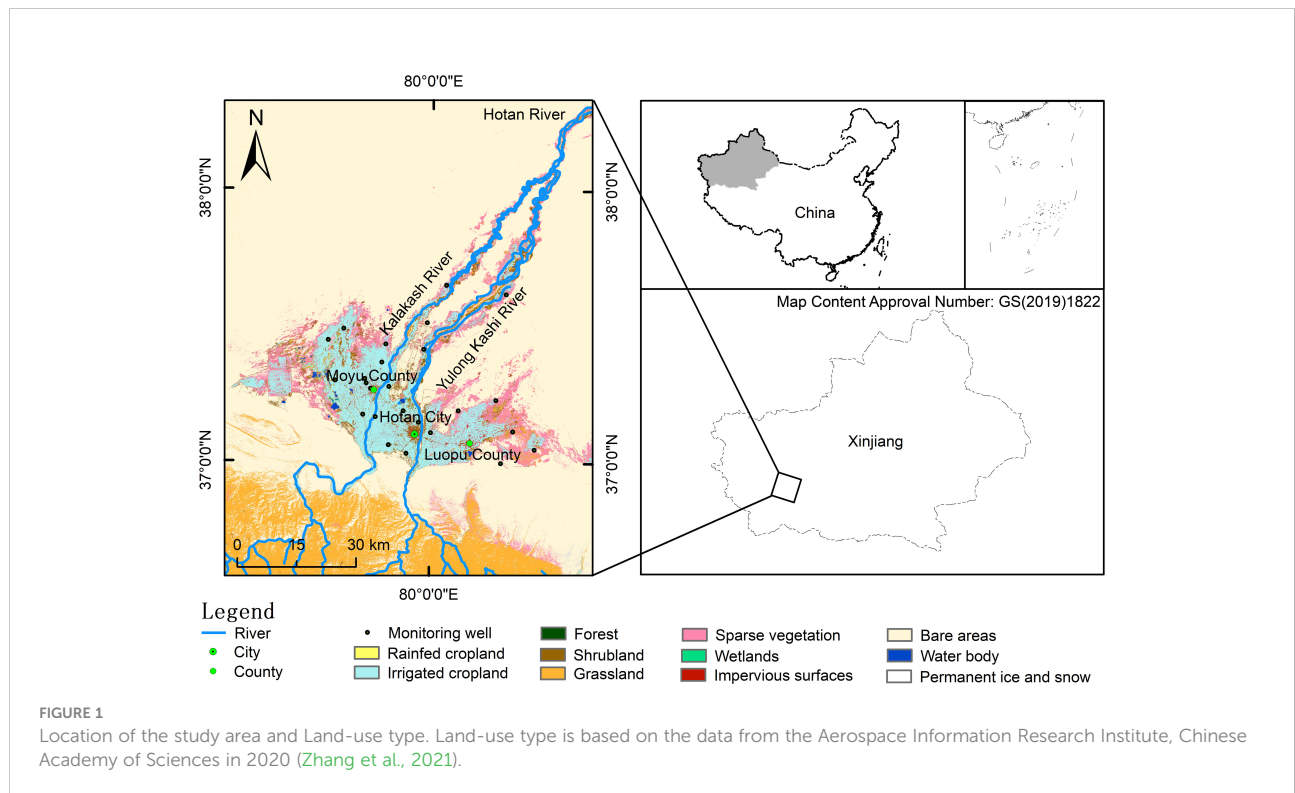 80°0'0"E
N
Hotan River
38°0'0"N
38°0'0"N
China
Kalakash River
Map Content Approval Number: GS(2019)1822
Yulong Kashi River
Moyu County
Hotan City
Xinjiang
37°0'0"N
37°0'0"N
Luopu County
0 15 30 km
80°0'0"E
Legend
River
City
County
Monitoring well
Rainfed cropland
Irrigated cropland
Forest
Shrubland
Grassland
Sparse vegetation
Wetlands
Impervious surfaces
Bare areas
Water body
Permanent ice and snow
FIGURE 1
Location of the study area and Land-use type. Land-use type is based on the data from the Aerospace Information Research Institute, Chinese
Academy of Sciences in 2020 (Zhang et al., 2021).